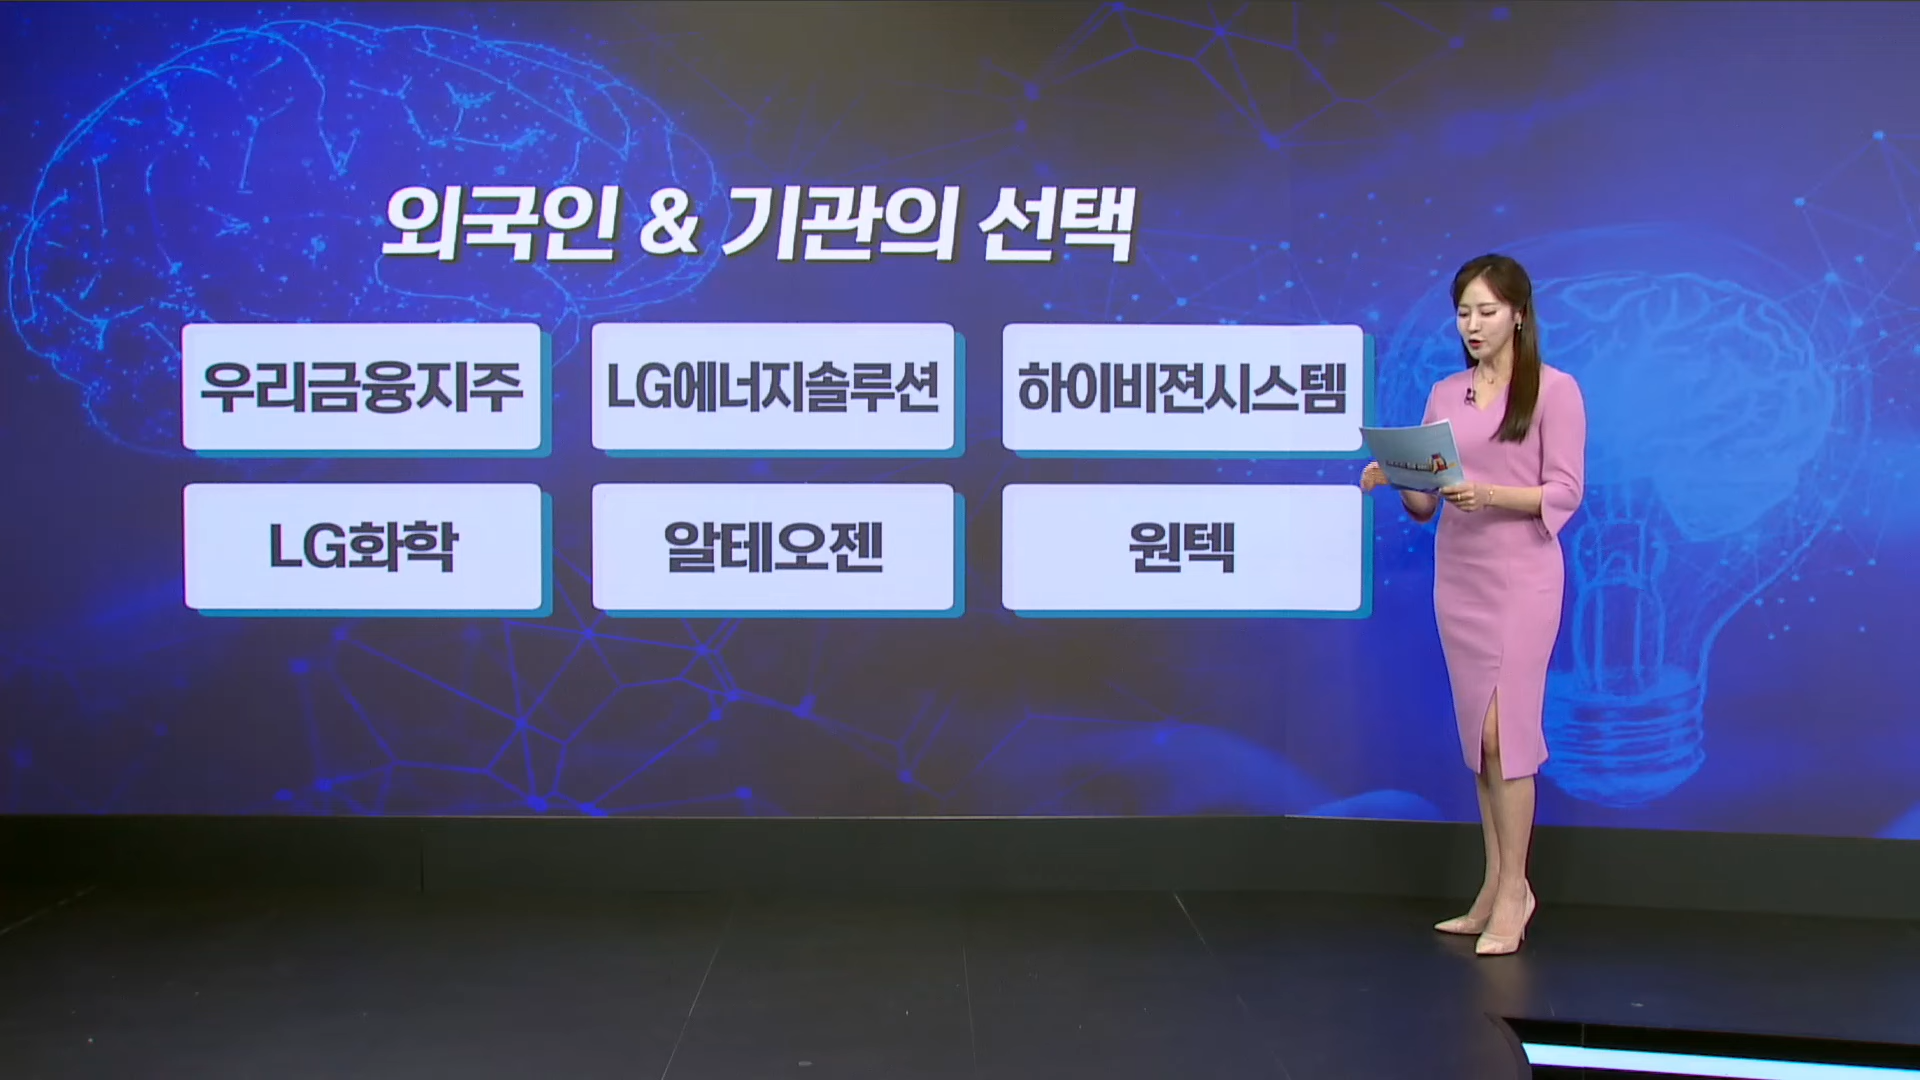 외국인 & 기관의 선택
우리금융지주
LG에너지솔루션
하이비젼시스템
LG화학
알테오젠
원텍